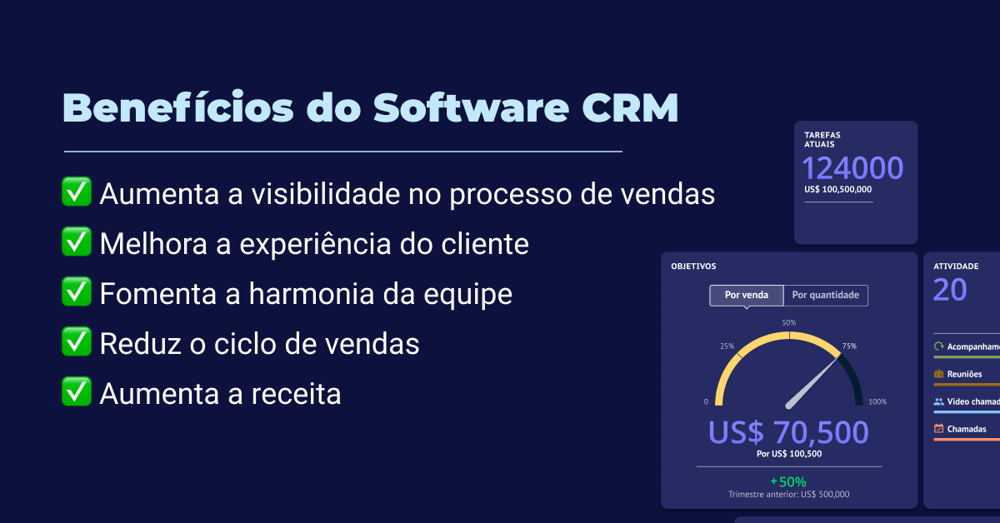 Benefícios do Software CRM
✅ Aumenta a visibilidade no processo de vendas
✅ Melhora a experiência do cliente
✅ Fomenta a harmonia da equipe
✅ Reduz o ciclo de vendas
✅ Aumenta a receita
TAREFAS
ATUAIS
124000
US$ 100,500,000
OBJETIVOS
Por venda
Por quantidade
0
25%
50%
75%
100%
US$ 70,500
Por US$ 100,500
+50%
Trimestre anterior: US$ 500,000
ATIVIDADE
20
Acompanham
Reuniões
Video chamad
Chamadas